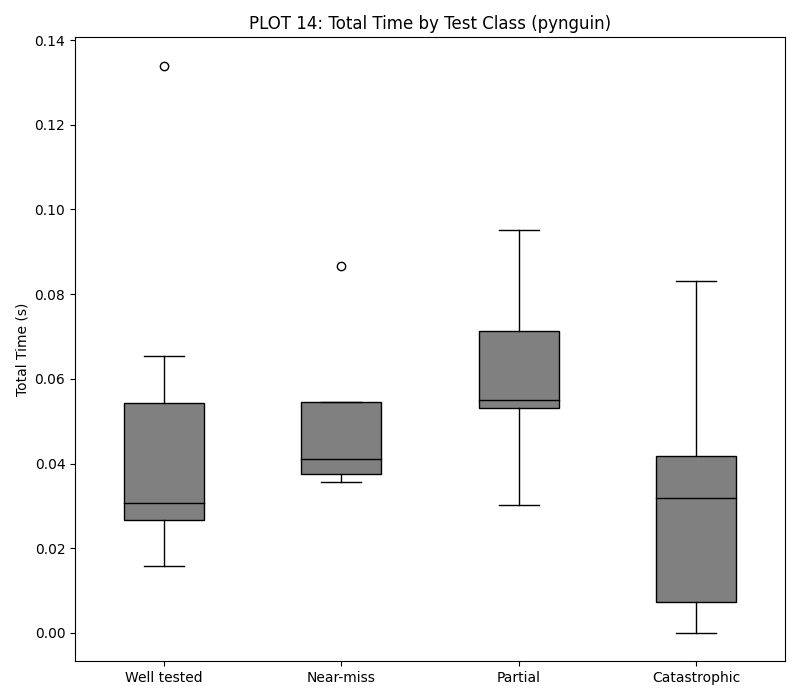 PLOT 14: Total Time by Test Class (pynguin)
Total Time (s)
0.14
0.12
0.10
0.08
0.06
0.04
0.02
0.00
Well tested
Near-miss
Partial
Catastrophic